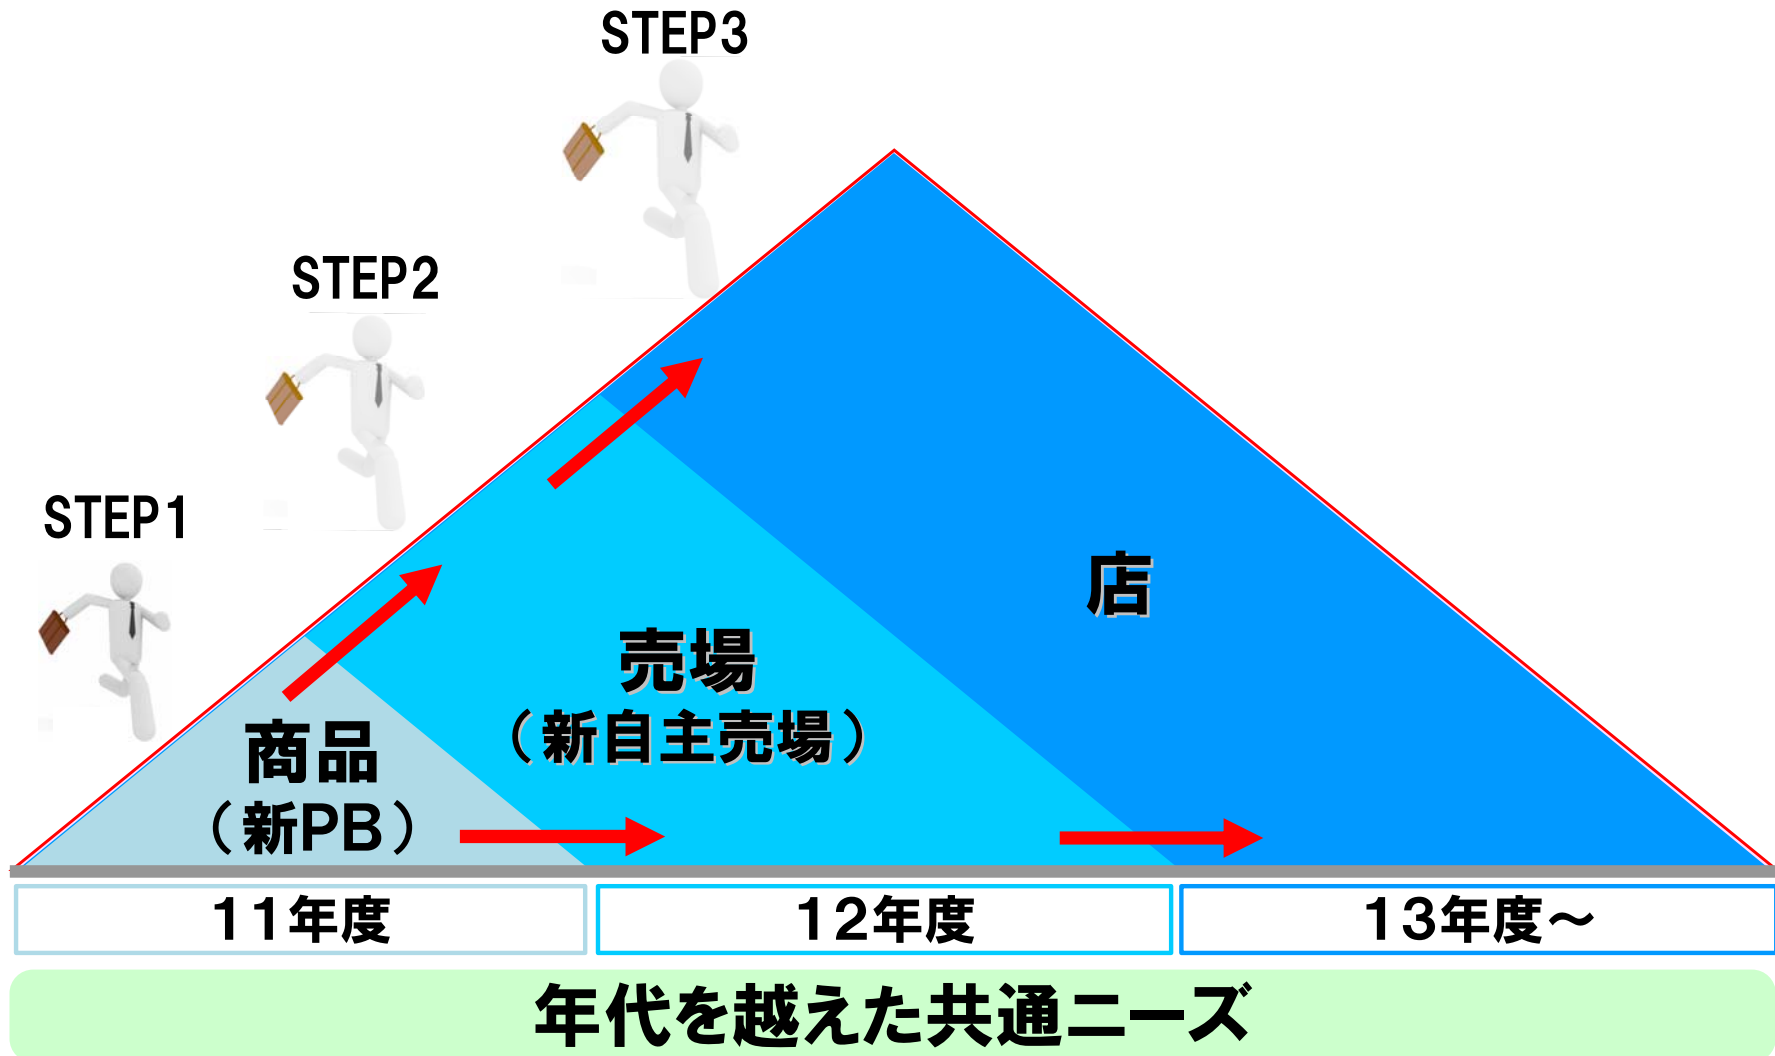 STEP3
STEP2
STEP1
店
売場
（新自主売場）
商品
（新PB）
11年度
12年度
13年度～
年代を越えた共通ニーズ